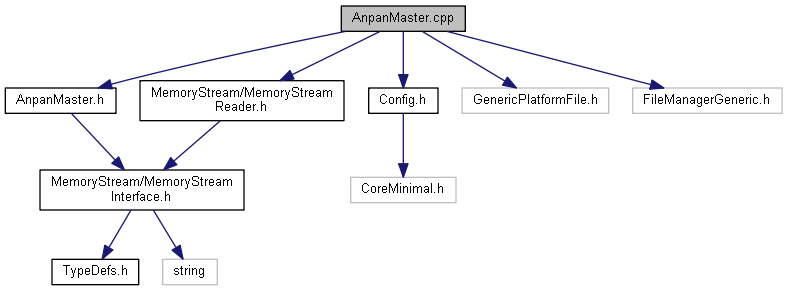 AnpanMaster.cpp
AnpanMaster.h
MemoryStream/MemoryStream
Reader.h
Config.h
GenericPlatformFile.h
FileManagerGeneric.h
MemoryStream/MemoryStream
Interface.h
CoreMinimal.h
TypeDefs.h
string